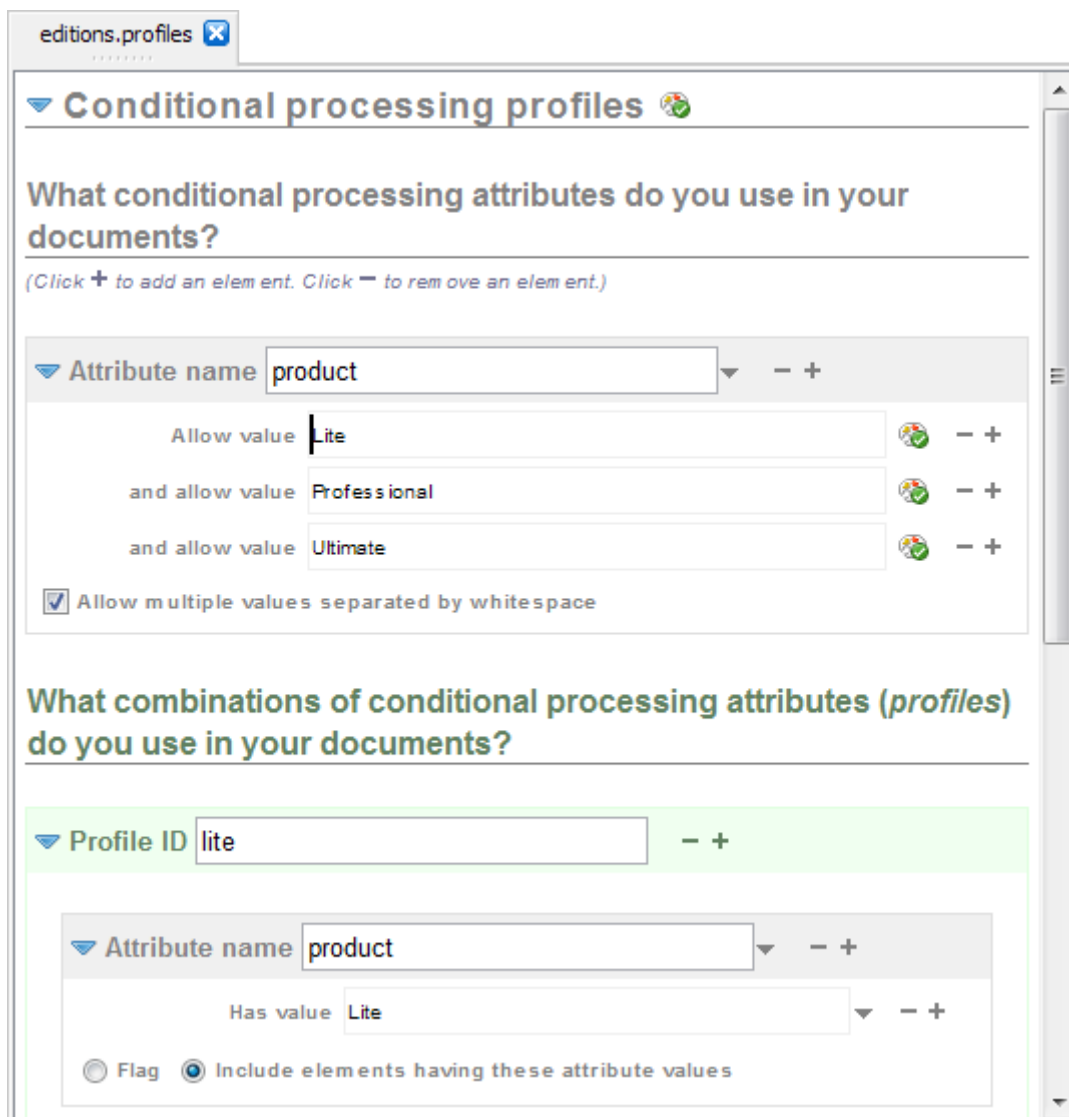 editions.profiles
Conditional processing profiles
What conditional processing attributes do you use in your
documents?
(Click + to add an element. Click − to remove an element.)
Attribute name product − +
Allow value Lite − +
and allow value Professional − +
and allow value Ultimate − +
Allow multiple values separated by whitespace
What combinations of conditional processing attributes (profiles)
do you use in your documents?
Profile ID lite − +
Attribute name product − +
Has value Lite − +
Flag Include elements having these attribute values